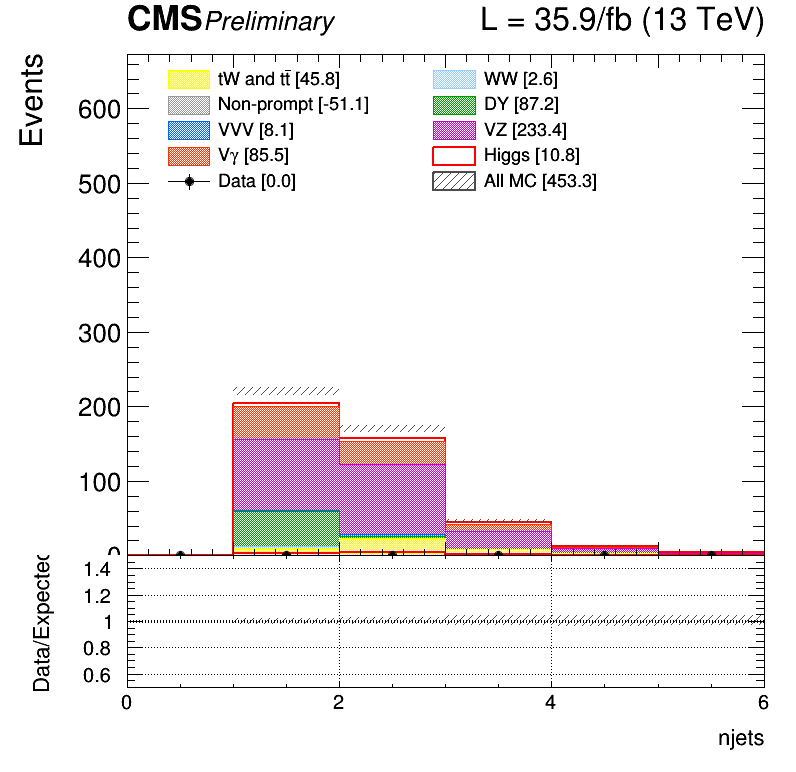 CMS Preliminary L = 35.9/fb (13 TeV)
Events
tW and tt̄ [45.8] WW [2.6]
Non-prompt [-51.1] DY [87.2]
VVV [8.1] VZ [233.4]
Vγ [85.5] Higgs [10.8]
Data [0.0] All MC [453.3]
600
500
400
300
200
100
0
Data/Expected
1.4
1.2
1
0.8
0.6
0 2 4 6
njets